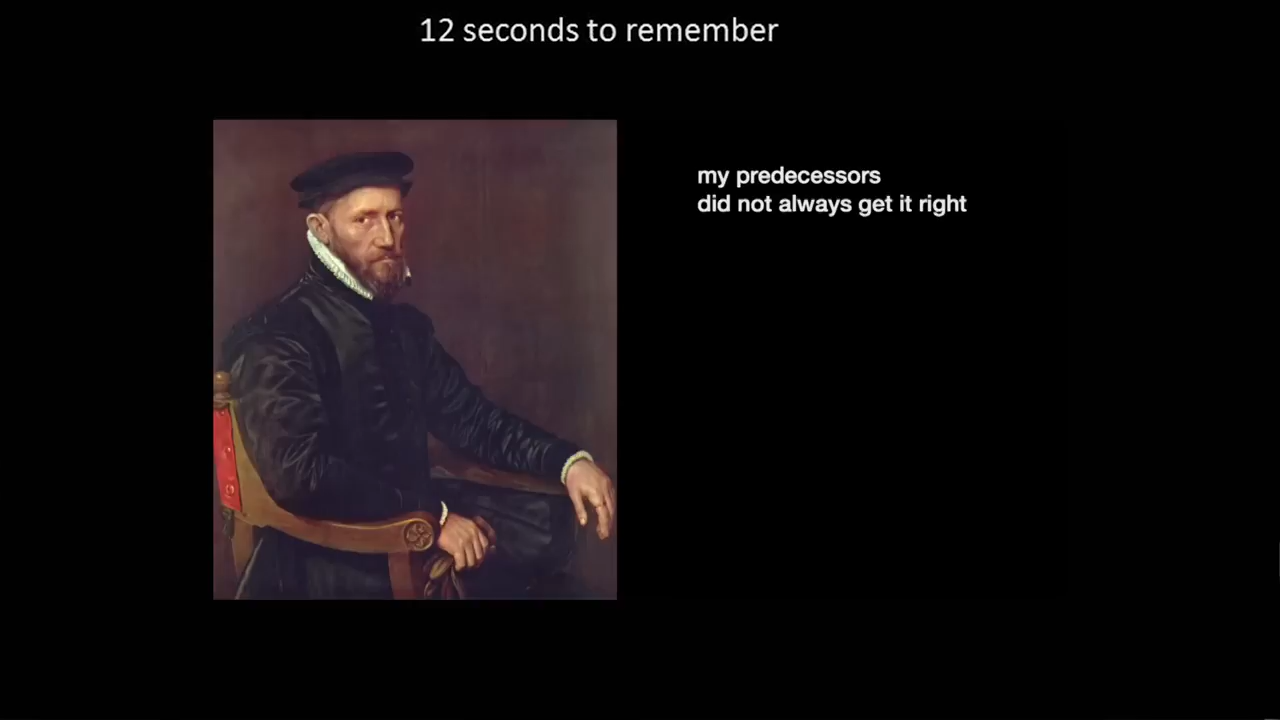 12 seconds to remember
my predecessors
did not always get it right